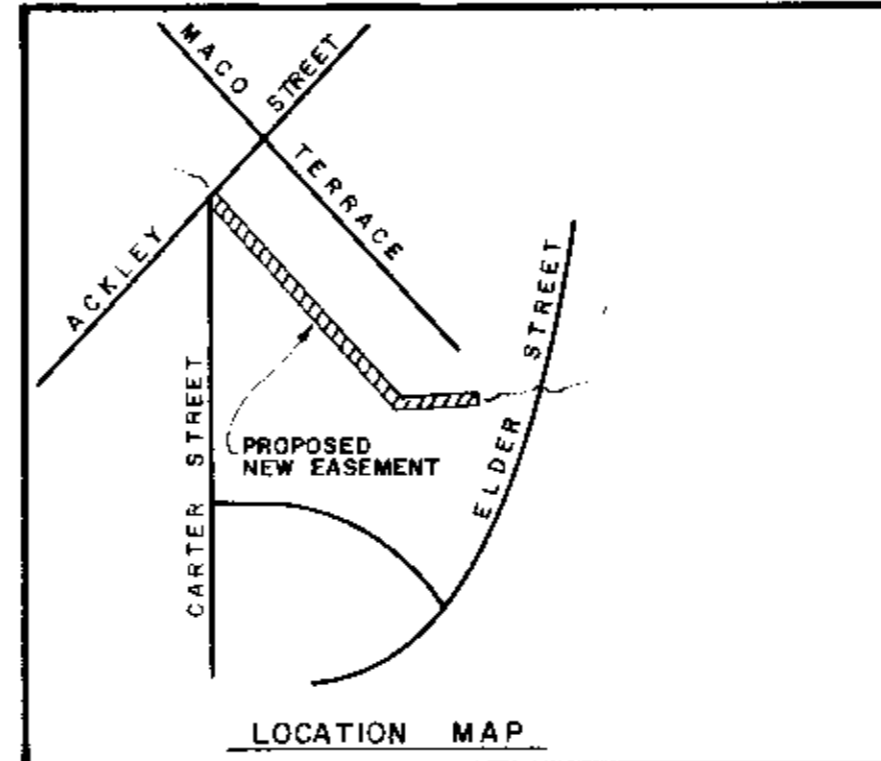 MACO TERRACE
ACKLEY STREET
CARTER STREET
ELDER STREET
PROPOSED
NEW EASEMENT
LOCATION MAP